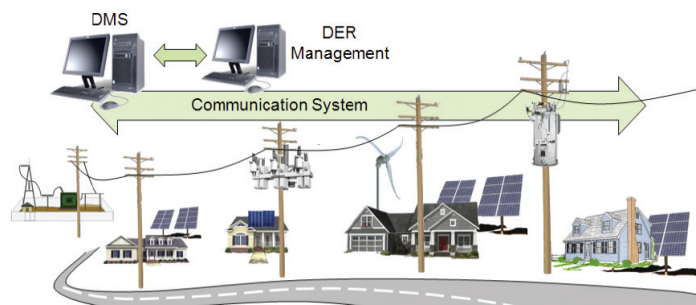 DMS
DER
Management
Communication System